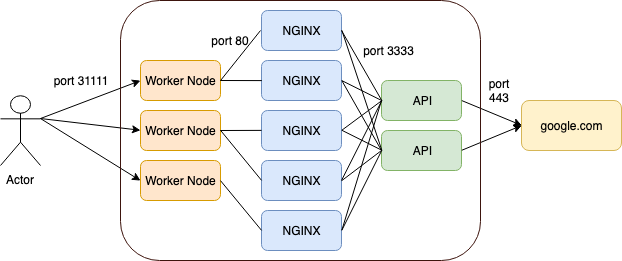 NGINX
port 80
port 3333
port 31111
Worker Node
NGINX
API
port
443
Worker Node
NGINX
google.com
API
Worker Node
NGINX
Actor
NGINX